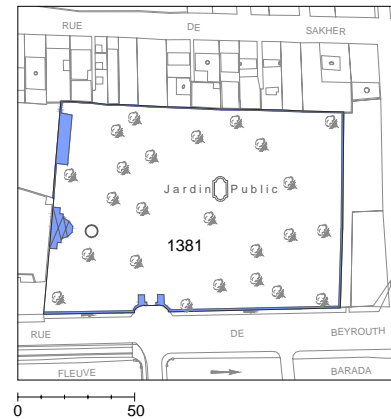 RUE DE SAKHER
Jardin Public
1381
RUE DE BEYROUTH
FLEUVE BARADA
0 50